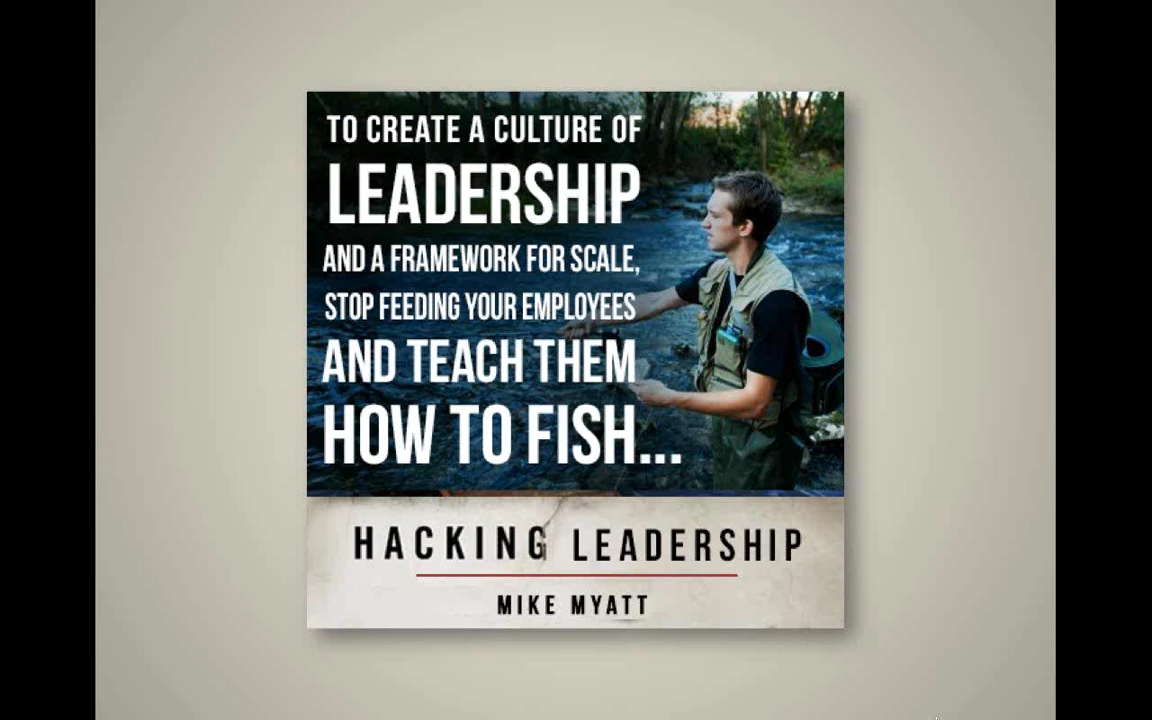 TO CREATE A CULTURE OF
LEADERSHIP
AND A FRAMEWORK FOR SCALE,
STOP FEEDING YOUR EMPLOYEES
AND TEACH THEM
HOW TO FISH...
HACKING LEADERSHIP
MIKE MYATT